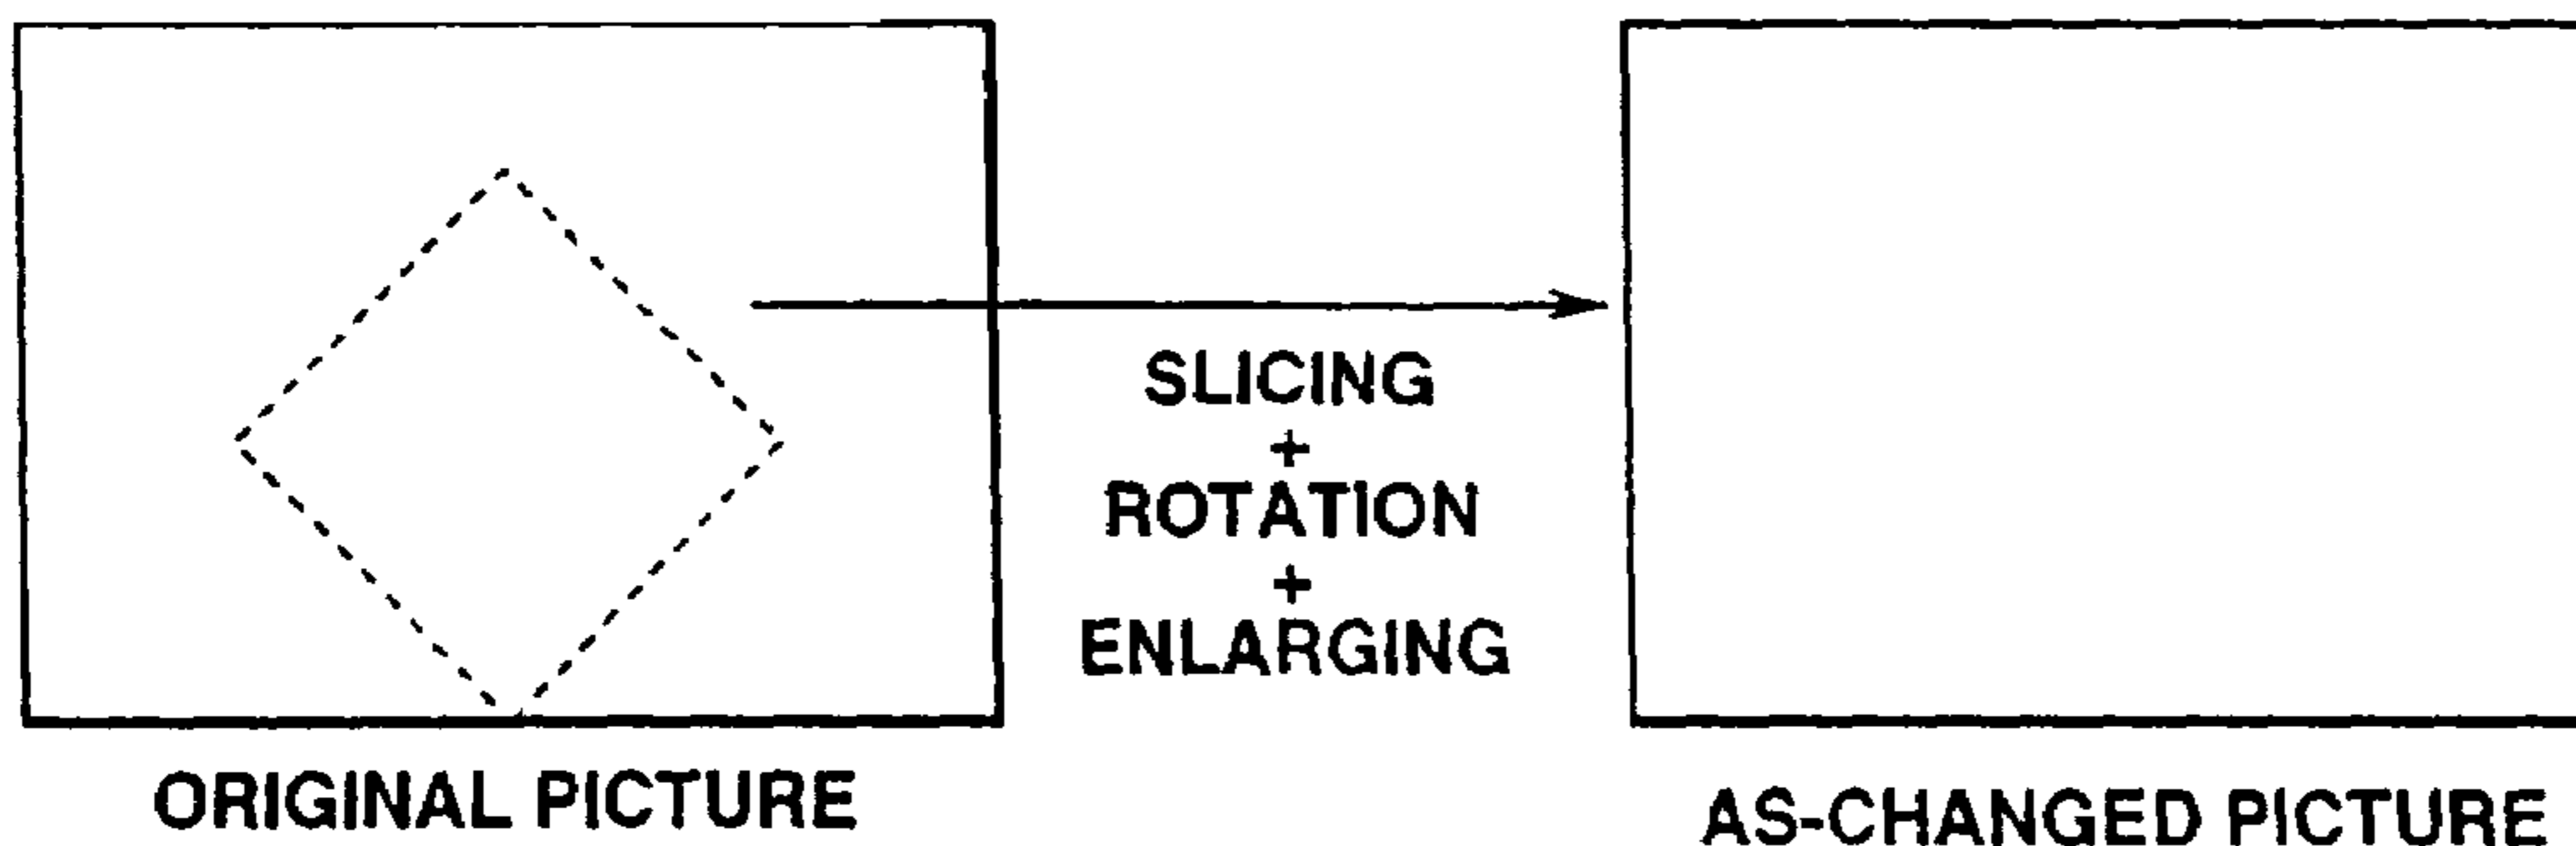 SLICING
+
ROTATION
+
ENLARGING
ORIGINAL PICTURE
AS-CHANGED PICTURE